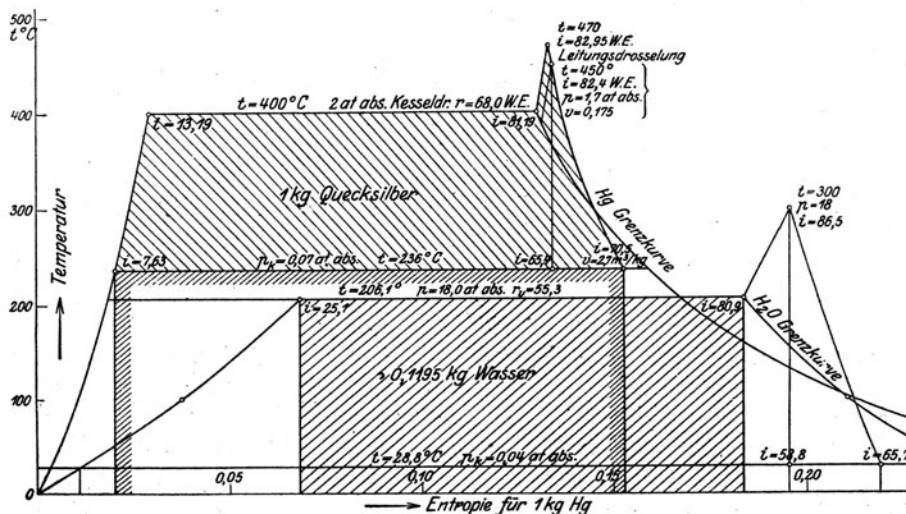 500
t°C
400
300
200
100
0
Temperatur
t=470
i=82,95 W.E.
Leitungsdrosselung
t=450°
i=82,4 W.E.
p=1,7 at abs.
v=0,175
t=400°C 2 at abs. Kesseldr. r=68,0 W.E.
t=13,19
i=81,19
1 kg Quecksilber
Hg Grenzkurve
t=300
p=18
i=86,5
i=7,63
p_k=0,07 at abs. t=236°C
i=70,5
v=27 m³/kg
t=206,1° p=18,0 at abs. r_v=55,3
i=25,1
i=80,9
H₂O Grenzkurve
~0,1195 kg Wasser
t=28,8°C p_k=0,04 at abs.
i=58,8
0,05
0,10
0,15
0,20
Entropie für 1 kg Hg